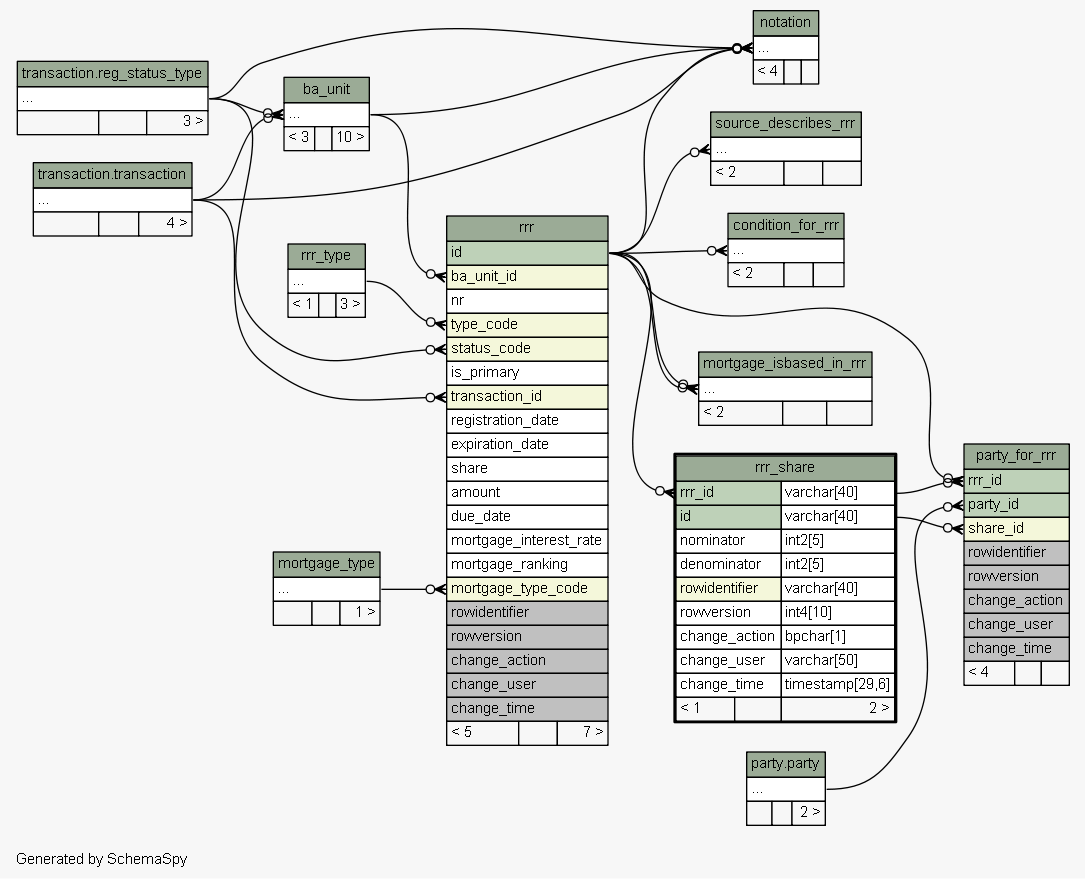 notation
...
< 4
transaction.reg_status_type
...
3 >
ba_unit
...
< 3 10 >
source_describes_rrr
...
< 2
transaction.transaction
...
4 >
rrr
id
ba_unit_id
nr
type_code
status_code
is_primary
transaction_id
registration_date
expiration_date
share
amount
due_date
mortgage_interest_rate
mortgage_ranking
mortgage_type_code
rowidentifier
rowversion
change_action
change_user
change_time
< 5 7 >
condition_for_rrr
...
< 2
rrr_type
...
< 1 3 >
mortgage_isbased_in_rrr
...
< 2
rrr_share
rrr_id varchar[40]
id varchar[40]
nominator int2[5]
denominator int2[5]
rowidentifier varchar[40]
rowversion int4[10]
change_action bpchar[1]
change_user varchar[50]
change_time timestamp[29,6]
< 1 2 >
party_for_rrr
rrr_id
party_id
share_id
rowidentifier
rowversion
change_action
change_user
change_time
< 4
mortgage_type
...
1 >
party.party
...
2 >
Generated by SchemaSpy